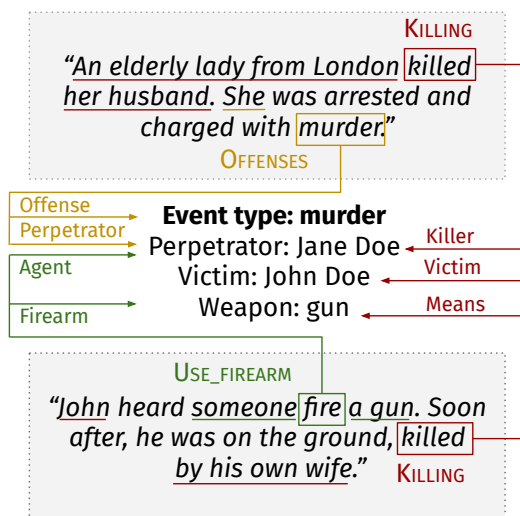 KILLING
“An elderly lady from London killed
her husband. She was arrested and
charged with murder.”
OFFENSES
Offense
Perpetrator
Agent
Firearm
Event type: murder
Perpetrator: Jane Doe
Victim: John Doe
Weapon: gun
Killer
Victim
Means
USE_FIREARM
“John heard someone fire a gun. Soon
after, he was on the ground, killed
by his own wife.”
KILLING